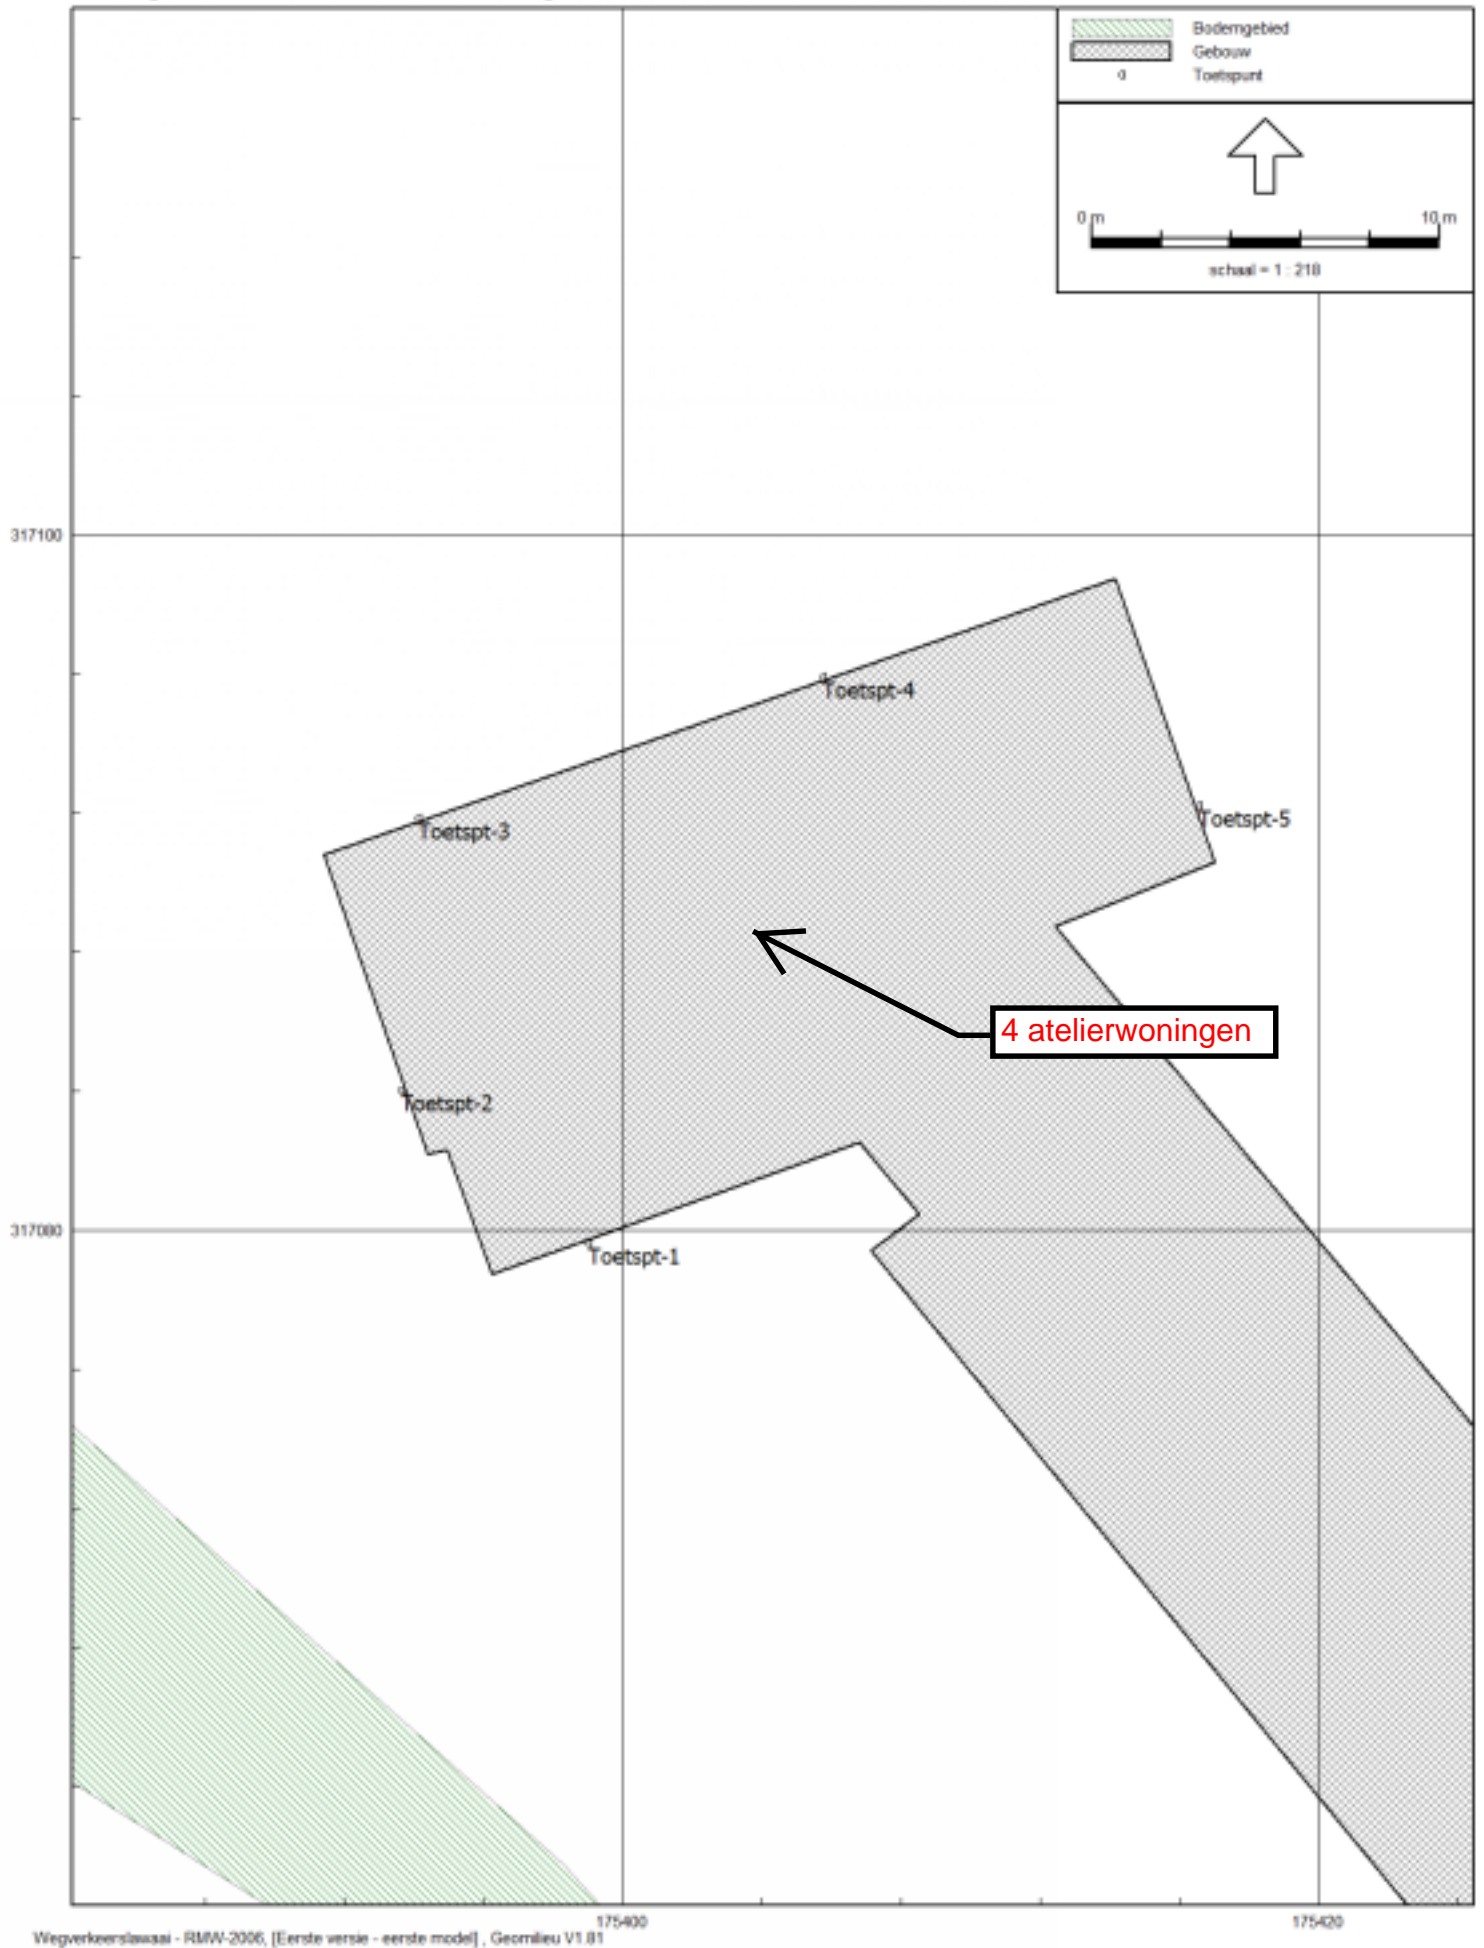 Bodemgebied
Gebouw
Toetspunt
0 m
10 m
schaal = 1 : 218
317100
Toetspt-4
Toetspt-3
Toetspt-5
4 atelierwoningen
Toetspt-2
317080
Toetspt-1
175400
175420
Wegverkeerslawaai - RMW-2006, [Eerste versie - eerste model] , Geomilieu V1.81